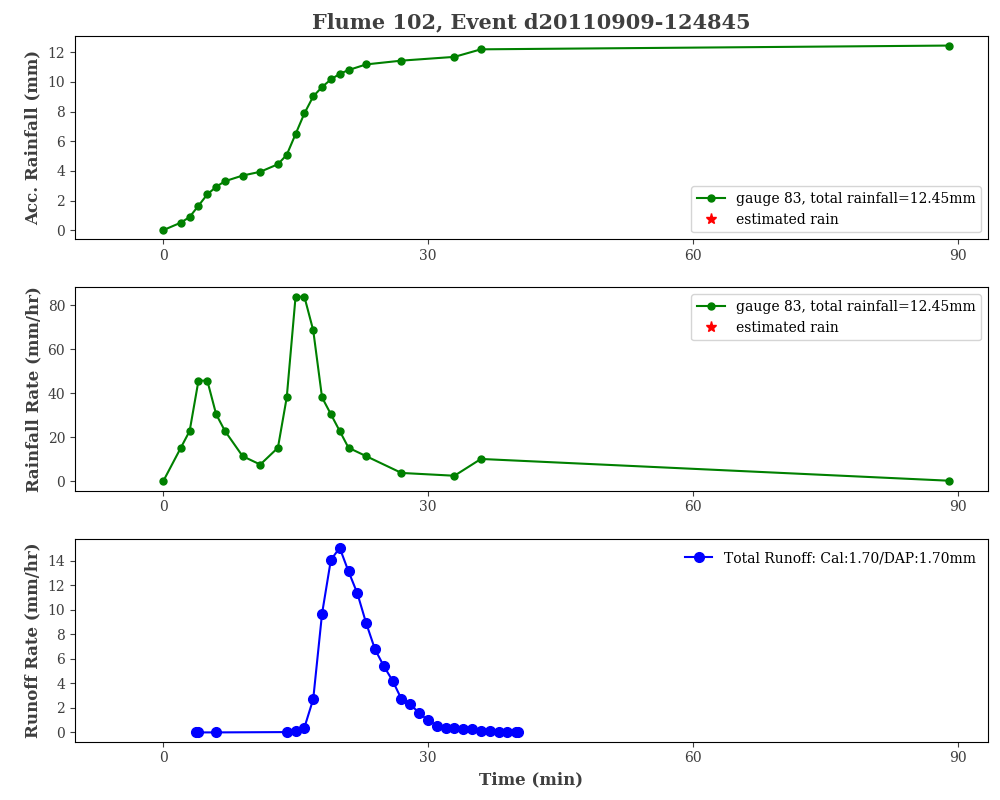 Flume 102, Event d20110909-124845
Acc. Rainfall (mm)
12
10
8
6
4
2
0
gauge 83, total rainfall=12.45mm
estimated rain
0 30 60 90
Rainfall Rate (mm/hr)
80
60
40
20
0
gauge 83, total rainfall=12.45mm
estimated rain
0 30 60 90
Runoff Rate (mm/hr)
14
12
10
8
6
4
2
0
Total Runoff: Cal:1.70/DAP:1.70mm
0 30 60 90
Time (min)